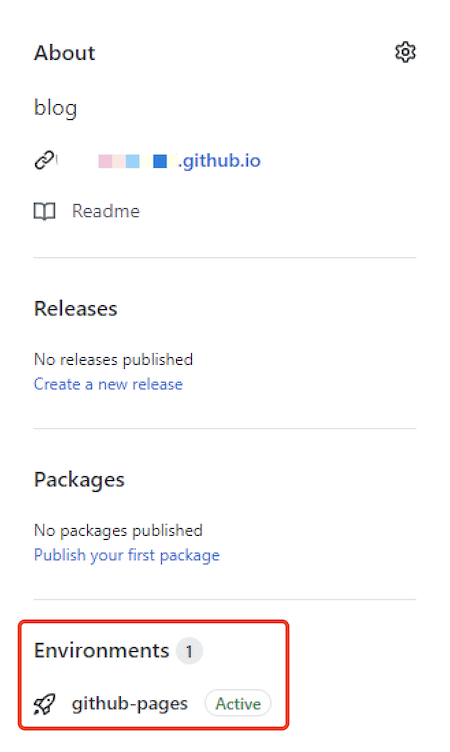 About
blog
.github.io
Readme
Releases
No releases published
Create a new release
Packages
No packages published
Publish your first package
Environments 1
github-pages Active